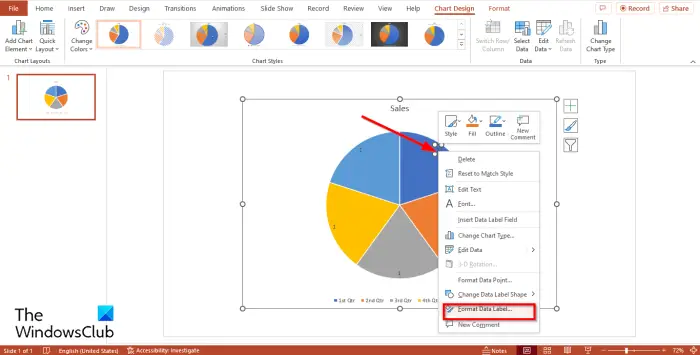 File Home Insert Draw Design Transitions Animations Slide Show Record Review View Help Chart Design Format Record Share
Add Chart Element Quick Layout Change Colors Switch Row/Column Select Data Edit Data Refresh Data Change Chart Type
Chart Layouts Chart Styles Data Type
1
Sales
Style Fill Outline New Comment
Delete
Reset to Match Style
Edit Text
Font...
Insert Data Label Field
Change Chart Type...
Edit Data
3-D Rotation...
Format Data Point...
Change Data Label Shape
Format Data Label...
New Comment
1st Qtr 2nd Qtr 3rd Qtr 4th Qtr
The
WindowsClub
Slide 1 of 1 English (United States) Accessibility: Investigate Notes 72%